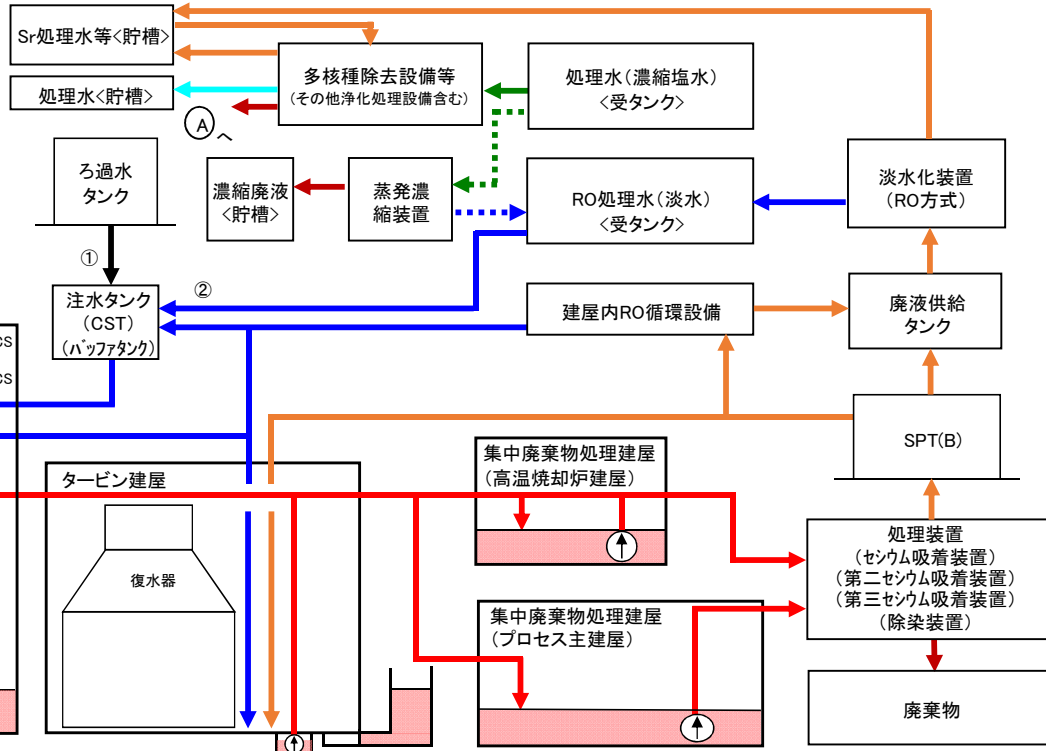 Sr処理水等<貯槽>
処理水<貯槽>
多核種除去設備等
(その他浄化処理設備含む)
処理水(濃縮塩水)
<受タンク>
Ⓐへ
ろ過水
タンク
濃縮廃液
<貯槽>
蒸発濃
縮装置
RO処理水(淡水)
<受タンク>
淡水化装置
(RO方式)
①
②
注水タンク
(CST)
(バッファタンク)
建屋内RO循環設備
廃液供給
タンク
CS
CS
SPT(B)
タービン建屋
復水器
集中廃棄物処理建屋
(高温焼却炉建屋)
集中廃棄物処理建屋
(プロセス主建屋)
処理装置
(セシウム吸着装置)
(第二セシウム吸着装置)
(第三セシウム吸着装置)
(除染装置)
廃棄物